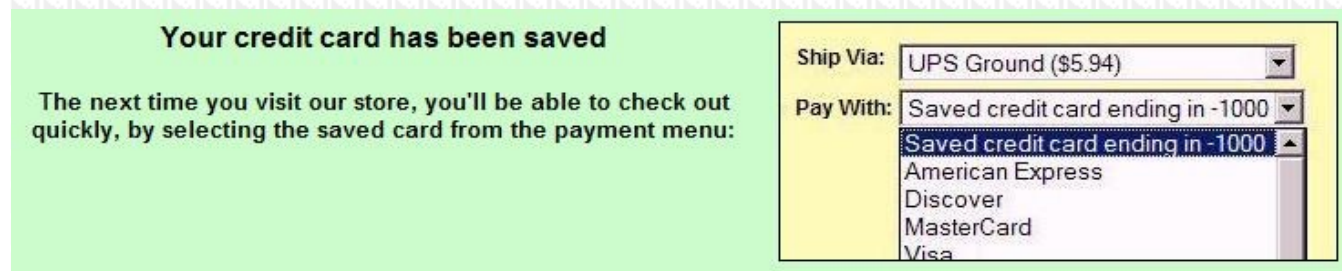 Your credit card has been saved
The next time you visit our store, you'll be able to check out
quickly, by selecting the saved card from the payment menu:
Ship Via: UPS Ground ($5.94)
Pay With: Saved credit card ending in -1000
Saved credit card ending in -1000
American Express
Discover
MasterCard
Visa